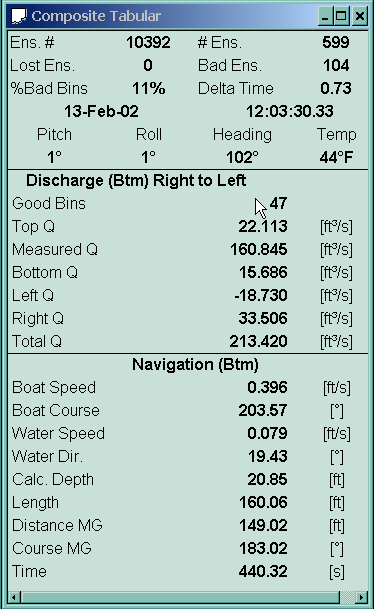 Composite Tabular
Ens. # 10392 # Ens. 599
Lost Ens. 0 Bad Ens. 104
%Bad Bins 11% Delta Time 0.73
13-Feb-02 12:03:30.33
Pitch Roll Heading Temp
1° 1° 102° 44°F
Discharge (Btm) Right to Left
Good Bins 47
Top Q 22.113 [ft³/s]
Measured Q 160.845 [ft³/s]
Bottom Q 15.686 [ft³/s]
Left Q -18.730 [ft³/s]
Right Q 33.506 [ft³/s]
Total Q 213.420 [ft³/s]
Navigation (Btm)
Boat Speed 0.396 [ft/s]
Boat Course 203.57 [°]
Water Speed 0.079 [ft/s]
Water Dir. 19.43 [°]
Calc. Depth 20.85 [ft]
Length 160.06 [ft]
Distance MG 149.02 [ft]
Course MG 183.02 [°]
Time 440.32 [s]